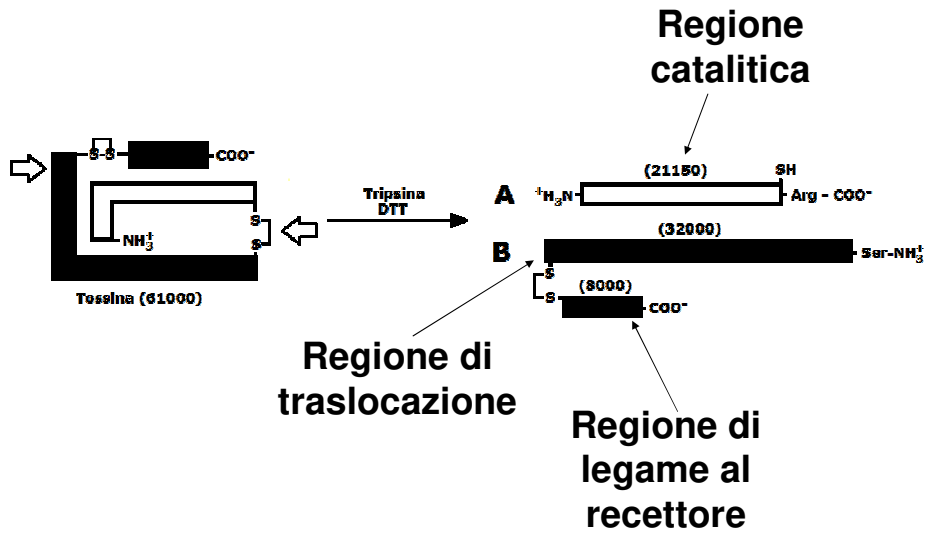 Regione
catalitica
S-S
COO⁻
NH₃⁺
S
S
Tossina (61000)
Tripsina
DTT
A
⁺H₃N
(21150)
SH
Arg – COO⁻
B
(32000)
Ser-NH₃⁺
S
S
(8000)
COO⁻
Regione di
traslocazione
Regione di
legame al
recettore